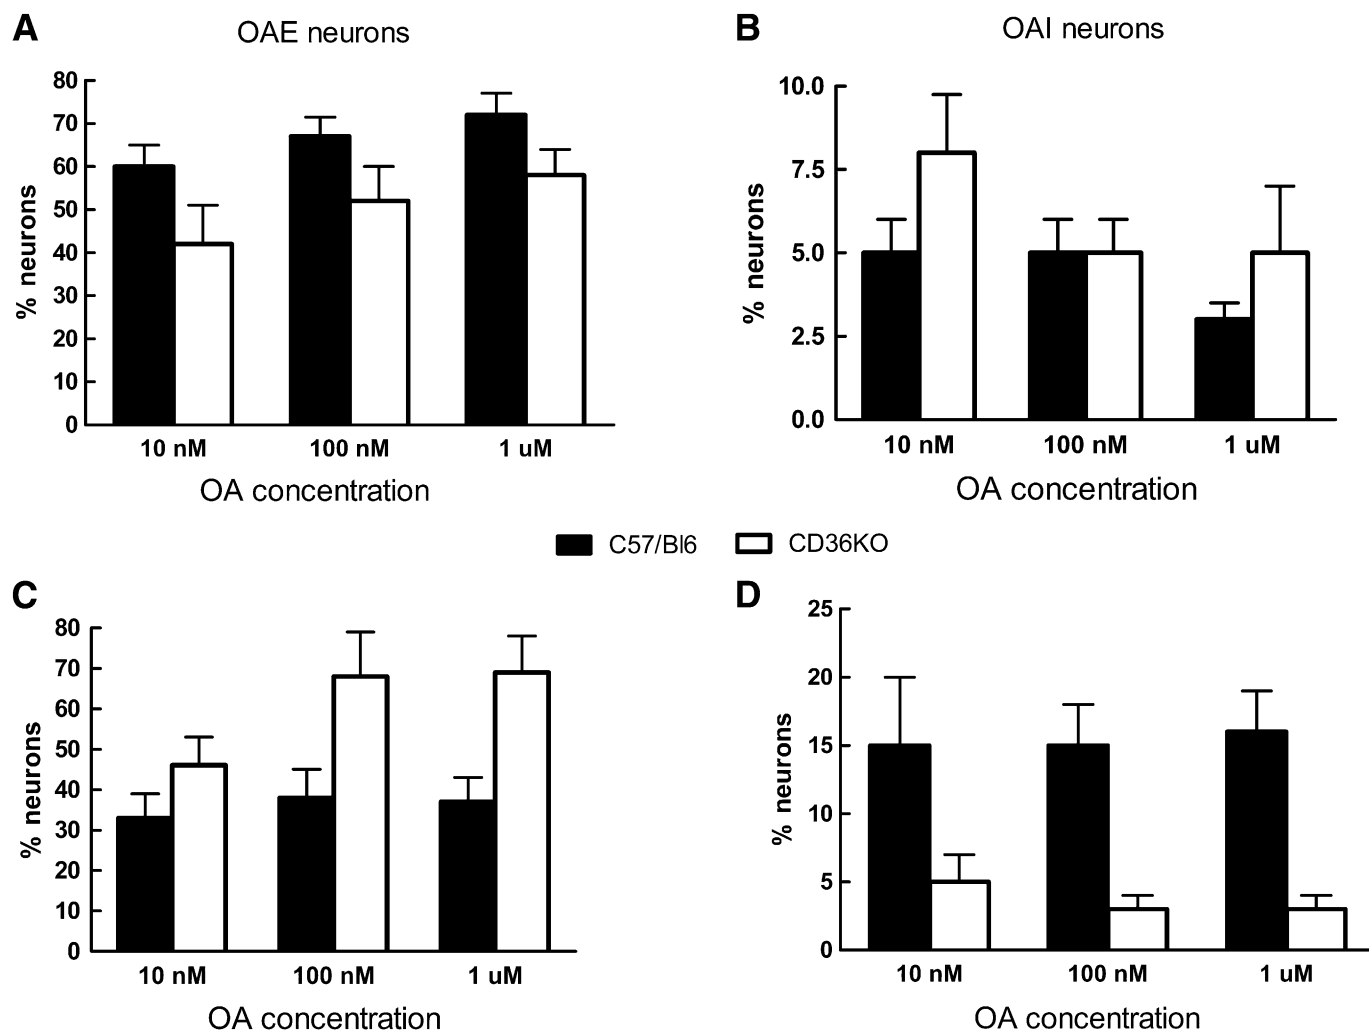 A
OAE neurons
80
70
60
50
40
30
20
10
0
% neurons
10 nM 100 nM 1 uM
OA concentration
B
OAI neurons
10.0
7.5
5.0
2.5
0.0
% neurons
10 nM 100 nM 1 uM
OA concentration
C57/Bl6 CD36KO
C
80
70
60
50
40
30
20
10
0
% neurons
10 nM 100 nM 1 uM
OA concentration
D
25
20
15
10
5
0
% neurons
10 nM 100 nM 1 uM
OA concentration